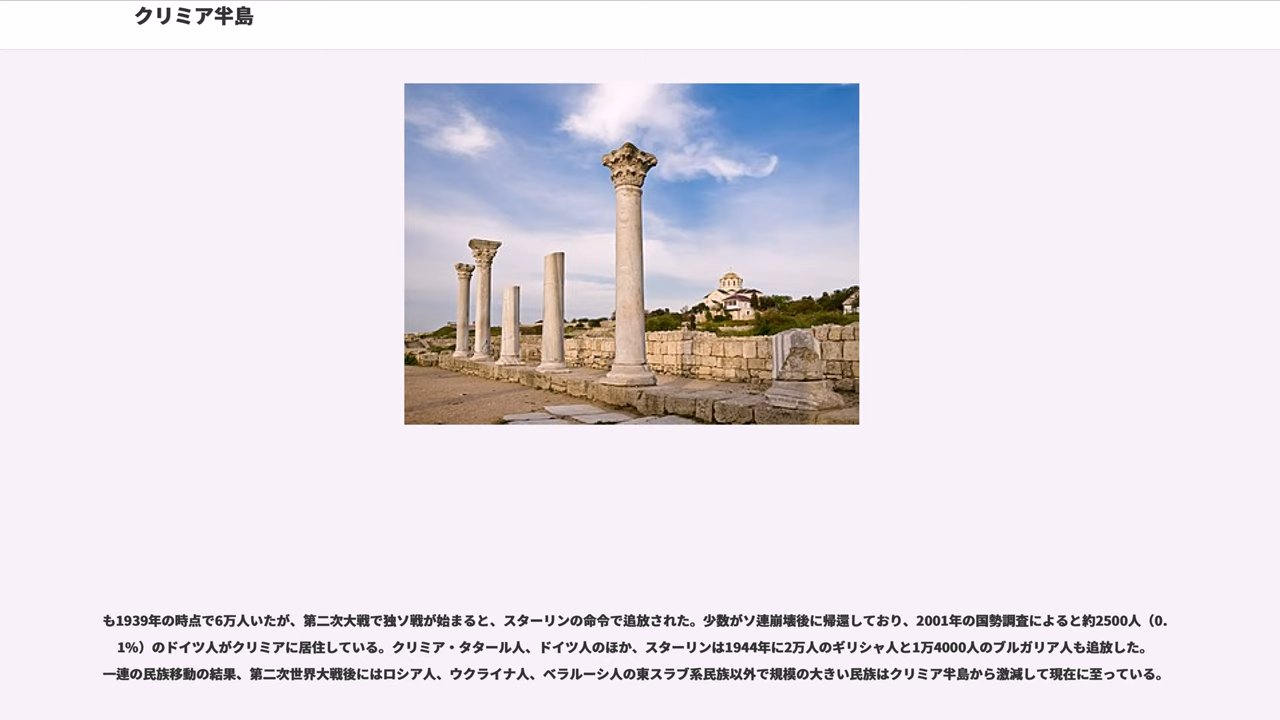 クリミア半島
も1939年の時点で6万人いたが、第二次大戦で独ソ戦が始まると、スターリンの命令で追放された。少数がソ連崩壊後に帰還しており、2001年の国勢調査によると約2500人（0.
1%）のドイツ人がクリミアに居住している。クリミア・タタール人、ドイツ人のほか、スターリンは1944年に2万人のギリシャ人と1万4000人のブルガリア人も追放した。
一連の民族移動の結果、第二次世界大戦後にはロシア人、ウクライナ人、ベラルーシ人の東スラブ系民族以外で規模の大きい民族はクリミア半島から激減して現在に至っている。